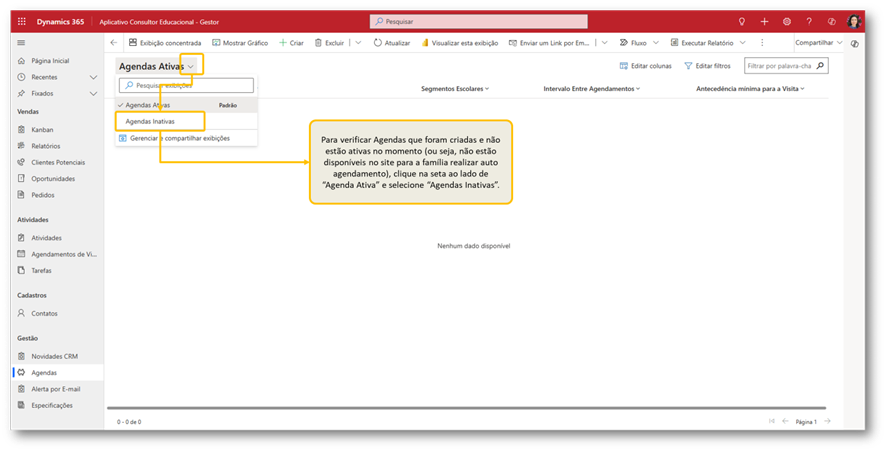 Dynamics 365
Aplicativo Consultor Educacional - Gestor
Pesquisar
Exibição concentrada
Mostrar Gráfico
Criar
Excluir
Atualizar
Visualizar esta exibição
Enviar um Link por Em...
Fluxo
Executar Relatório
Compartilhar
Página Inicial
Recentes
Fixados
Vendas
Kanban
Relatórios
Clientes Potenciais
Oportunidades
Pedidos
Atividades
Atividades
Agendamentos de Vi...
Tarefas
Cadastros
Contatos
Gestão
Novidades CRM
Agendas
Alerta por E-mail
Especificações
Agendas Ativas
Editar colunas
Editar filtros
Filtrar por palavra-cha
Pesquisar exibições
Agendas Ativas Padrão
Agendas Inativas
Gerenciar e compartilhar exibições
Segmentos Escolares
Intervalo Entre Agendamentos
Antecedência mínima para a Visita
Para verificar Agendas que foram criadas e não
estão ativas no momento (ou seja, não estão
disponíveis no site para a família realizar auto
agendamento), clique na seta ao lado de
“Agenda Ativa” e selecione “Agendas Inativas”.
Nenhum dado disponível
0 - 0 de 0
Página 1